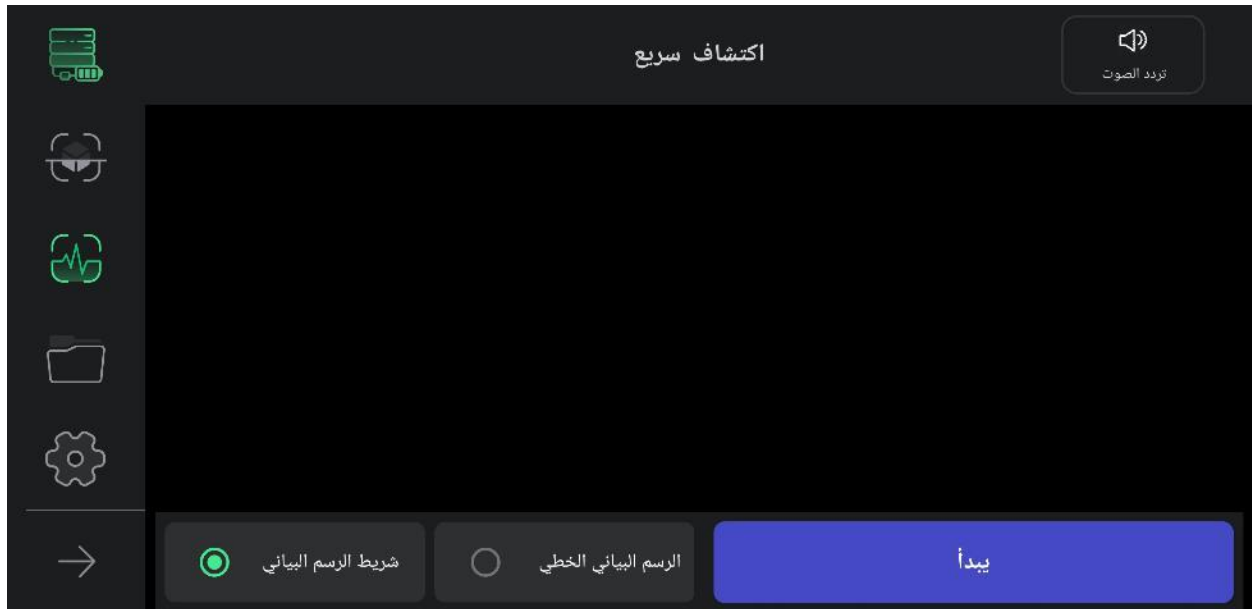 اكتشاف سريع
تردد الصوت
يبدأ
الرسم البياني الخطي
شريط الرسم البياني